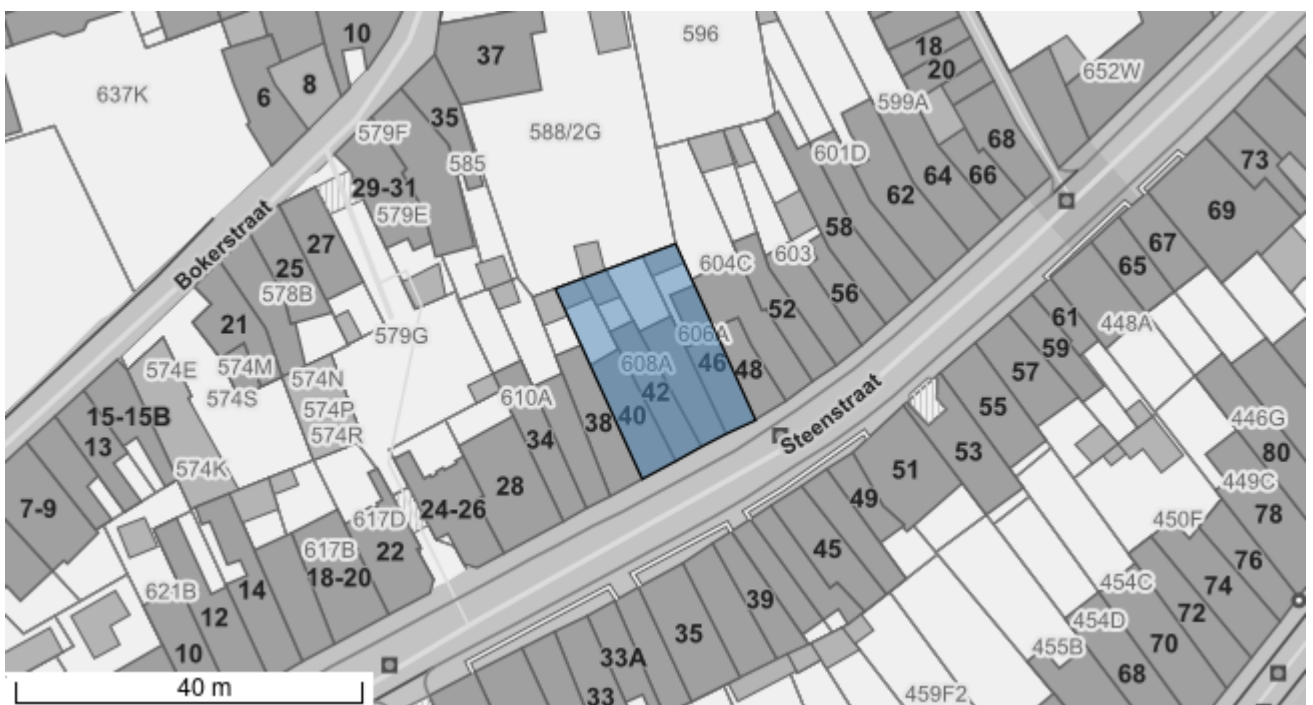 10
37
596
18
20
652W
637K
6
8
599A
35
579F
588/2G
68
601D
73
585
64
66
29-31
62
579E
69
58
27
67
Bokerstraat
25
603
604C
65
578B
56
52
61
448A
21
579G
606A
59
574M
608A
46
48
57
574E
574S
574N
42
610A
Steenstraat
55
574P
40
38
15-15B
446G
574R
34
13
53
80
574K
51
449C
28
49
7-9
24-26
78
617D
450F
45
617B
22
76
18-20
454C
621B
14
74
39
12
72
454D
35
70
455B
10
33A
68
40 m
33
459F2